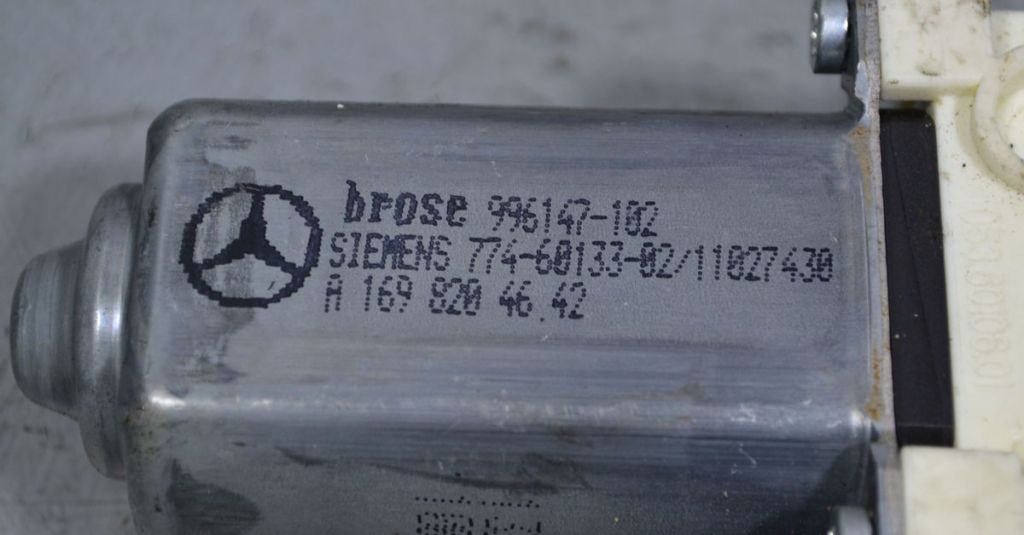 brose 996147-102
SIEMENS 774-60133-02/11027430
A 169 820 46.42